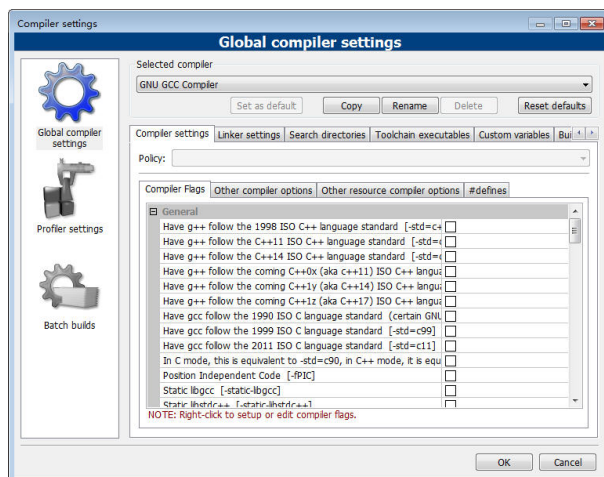 Compiler settings
Global compiler settings
Selected compiler
GNU GCC Compiler
Set as default
Copy
Rename
Delete
Reset defaults
Global compiler
settings
Profiler settings
Batch builds
Compiler settings
Linker settings
Search directories
Toolchain executables
Custom variables
Bui
Policy:
Compiler Flags
Other compiler options
Other resource compiler options
#defines
General
Have g++ follow the 1998 ISO C++ language standard [-std=c+
Have g++ follow the C++11 ISO C++ language standard [-std=c
Have g++ follow the C++14 ISO C++ language standard [-std=c
Have g++ follow the coming C++0x (aka c++11) ISO C++ langua
Have g++ follow the coming C++1y (aka C++14) ISO C++ langua
Have g++ follow the coming C++1z (aka C++17) ISO C++ langua
Have gcc follow the 1990 ISO C language standard (certain GNU
Have gcc follow the 1999 ISO C language standard [-std=c99]
Have gcc follow the 2011 ISO C language standard [-std=c11]
In C mode, this is equivalent to -std=c90, in C++ mode, it is equ
Position Independent Code [-fPIC]
Static libgcc [-static-libgcc]
Static libstdc++ [-static-libstdc++]
NOTE: Right-click to setup or edit compiler flags.
OK
Cancel